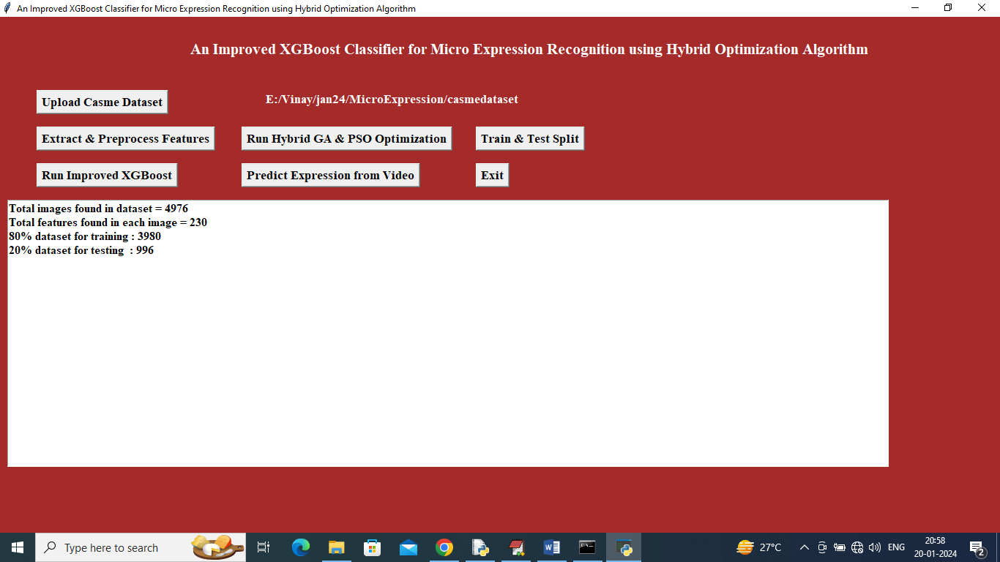 An Improved XGBoost Classifier for Micro Expression Recognition using Hybrid Optimization Algorithm
An Improved XGBoost Classifier for Micro Expression Recognition using Hybrid Optimization Algorithm
Upload Casme Dataset
E:/Vinay/jan24/MicroExpression/casmedataset
Extract & Preprocess Features
Run Hybrid GA & PSO Optimization
Train & Test Split
Run Improved XGBoost
Predict Expression from Video
Exit
Total images found in dataset = 4976
Total features found in each image = 230
80% dataset for training : 3980
20% dataset for testing  : 996
Type here to search
27°C
ENG
20:58
20-01-2024
2